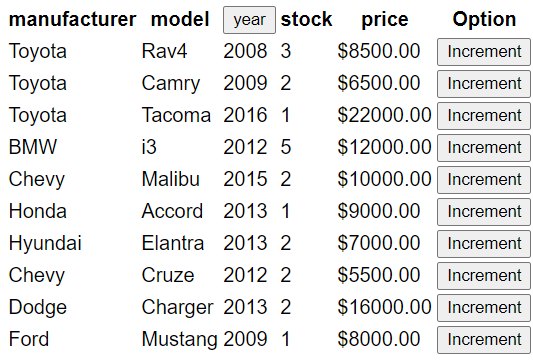 manufacturer model year stock price Option
Toyota Rav4 2008 3 $8500.00 Increment
Toyota Camry 2009 2 $6500.00 Increment
Toyota Tacoma 2016 1 $22000.00 Increment
BMW i3 2012 5 $12000.00 Increment
Chevy Malibu 2015 2 $10000.00 Increment
Honda Accord 2013 1 $9000.00 Increment
Hyundai Elantra 2013 2 $7000.00 Increment
Chevy Cruze 2012 2 $5500.00 Increment
Dodge Charger 2013 2 $16000.00 Increment
Ford Mustang 2009 1 $8000.00 Increment